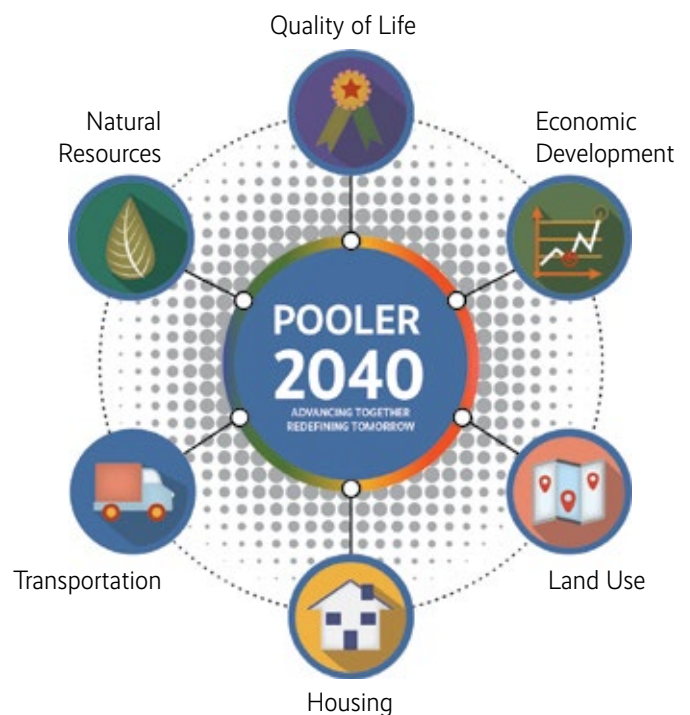 Quality of Life
Natural
Resources
Economic
Development
POOLER
2040
ADVANCING TOGETHER
REDEFINING TOMORROW
Transportation
Land Use
Housing